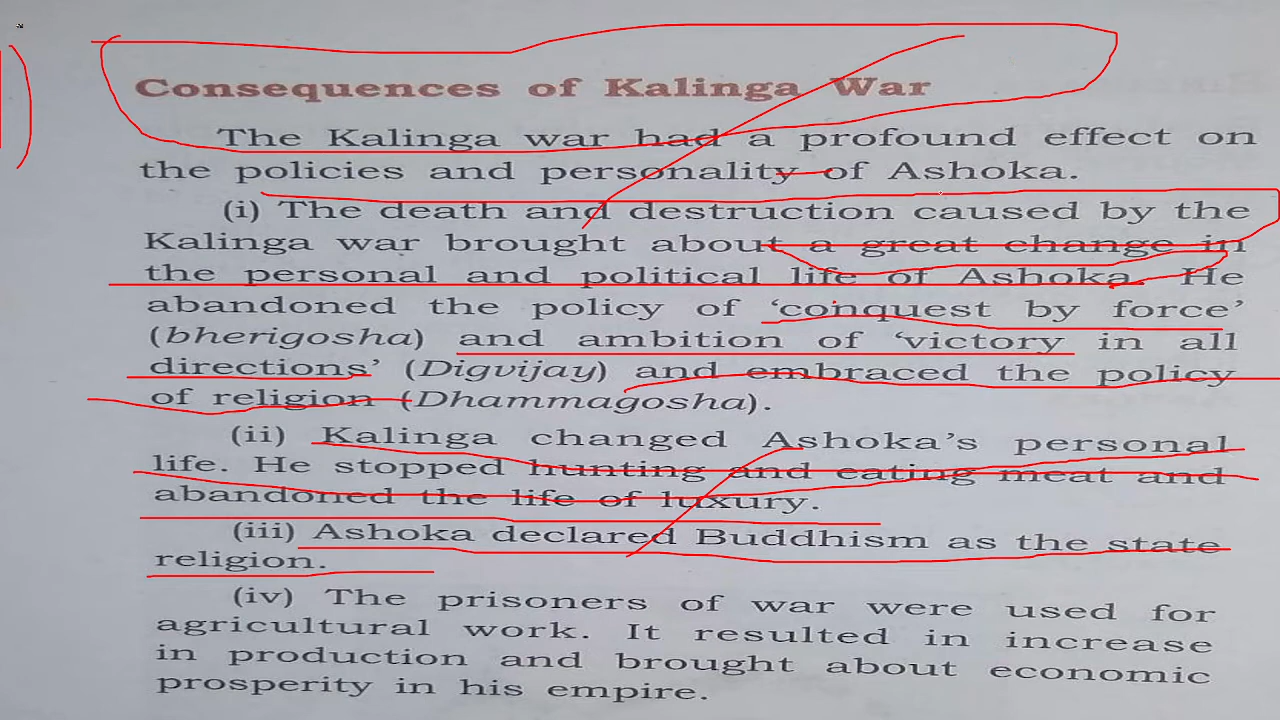 Consequences of Kalinga War
The Kalinga war had a profound effect on
the policies and personality of Ashoka.
(i) The death and destruction caused by the
Kalinga war brought about a great change in
the personal and political life of Ashoka. He
abandoned the policy of ‘conquest by force’
(bherigosha) and ambition of ‘victory in all
directions’ (Digvijay) and embraced the policy
of religion (Dhammagosha).
(ii) Kalinga changed Ashoka’s personal
life. He stopped hunting and eating meat and
abandoned the life of luxury.
(iii) Ashoka declared Buddhism as the state
religion.
(iv) The prisoners of war were used for
agricultural work. It resulted in increase
in production and brought about economic
prosperity in his empire.